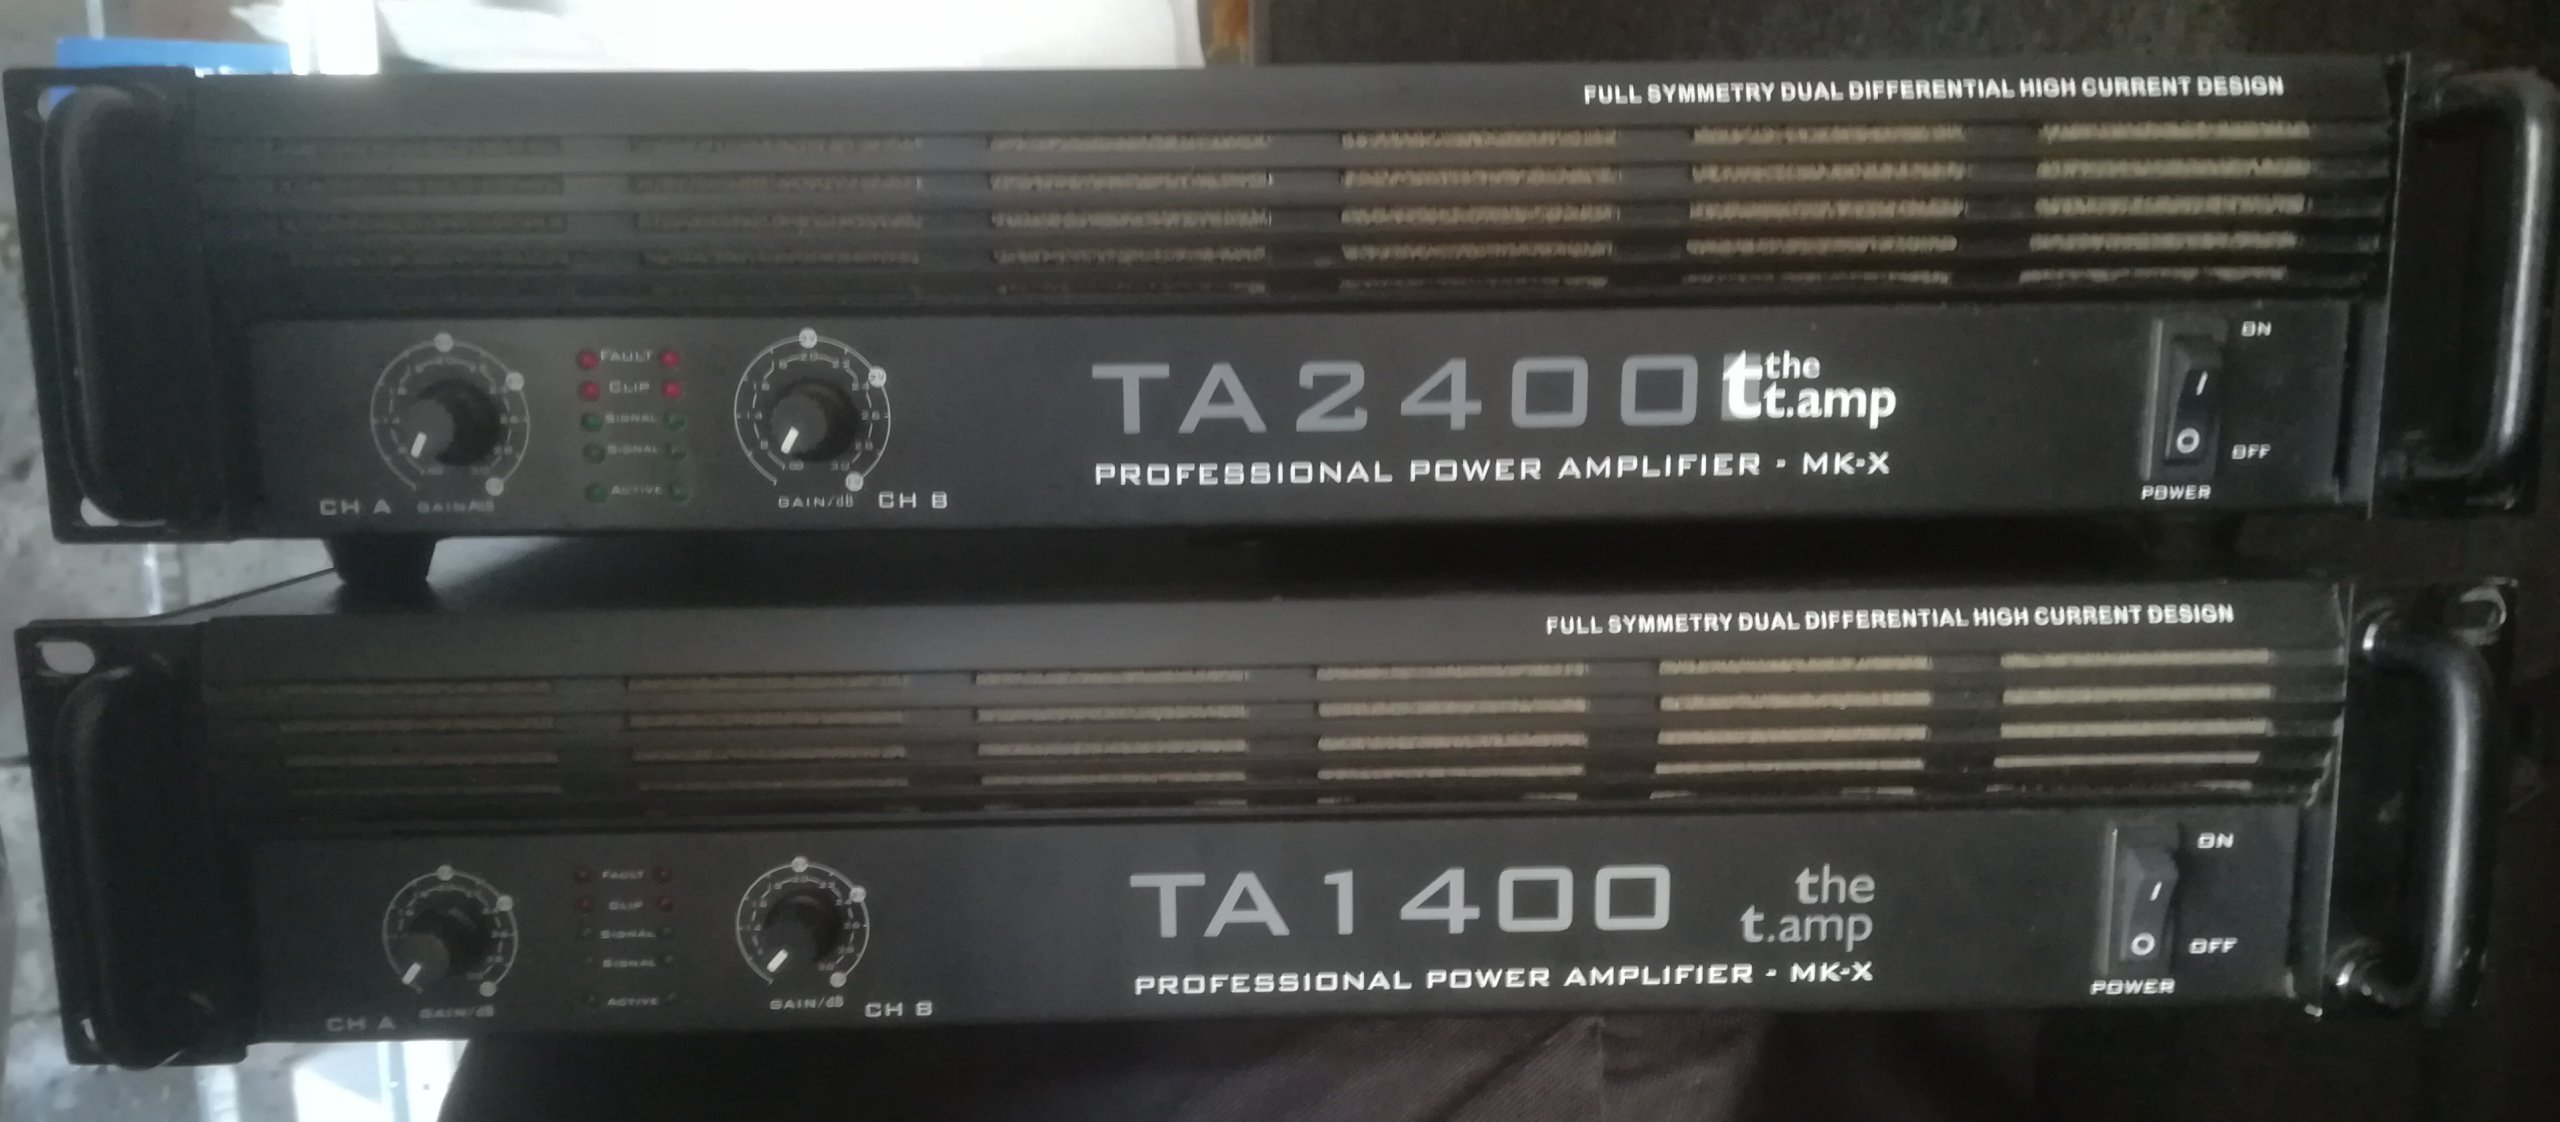 FULL SYMMETRY DUAL DIFFERENTIAL HIGH CURRENT DESIGN
FAULT
CLIP
SIGNAL
SIGNAL
ACTIVE
CH A GAIN/dB
GAIN/dB CH B
TA2400
the
t.amp
PROFESSIONAL POWER AMPLIFIER - MK-X
ON
OFF
POWER
FULL SYMMETRY DUAL DIFFERENTIAL HIGH CURRENT DESIGN
FAULT
CLIP
SIGNAL
SIGNAL
ACTIVE
CH A GAIN/dB
GAIN/dB CH B
TA1400
the
t.amp
PROFESSIONAL POWER AMPLIFIER - MK-X
ON
OFF
POWER